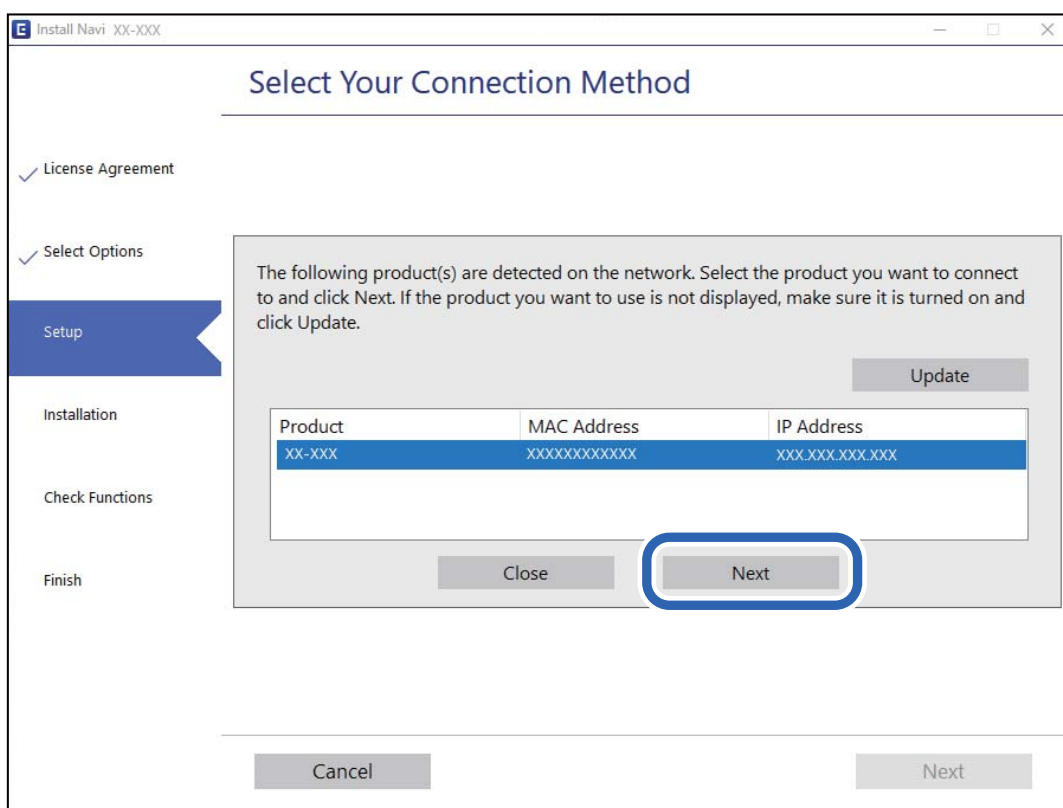 E Install Navi XX-XXX
Select Your Connection Method
License Agreement
Select Options
Setup
Installation
Check Functions
Finish
The following product(s) are detected on the network. Select the product you want to connect
to and click Next. If the product you want to use is not displayed, make sure it is turned on and
click Update.
Update
Product MAC Address IP Address
XX-XXX XXXXXXXXXXXX XXX.XXX.XXX.XXX
Close Next
Cancel Next